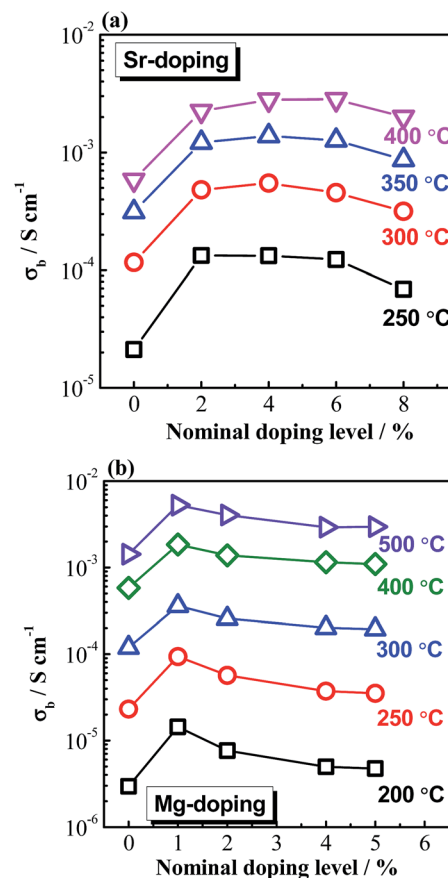 (a)
10⁻²
Sr-doping
400 °C
10⁻³
350 °C
300 °C
10⁻⁴
250 °C
10⁻⁵
σb / S cm⁻¹
0 2 4 6 8
Nominal doping level / %
(b)
10⁻²
500 °C
10⁻³
400 °C
10⁻⁴
300 °C
250 °C
10⁻⁵
200 °C
Mg-doping
10⁻⁶
σb / S cm⁻¹
0 1 2 3 4 5 6
Nominal doping level / %